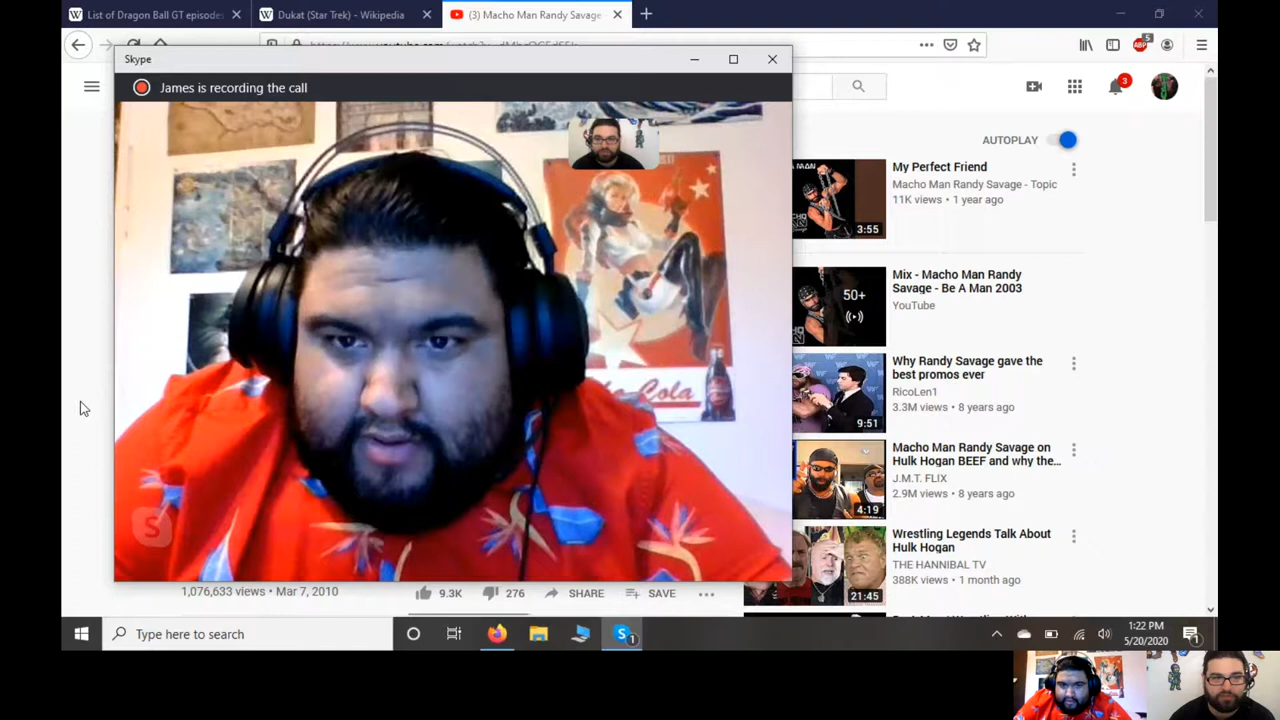 List of Dragon Ball GT episodes
Dukat (Star Trek) - Wikipedia
(3) Macho Man Randy Savage
Skype
James is recording the call
3
5
AUTOPLAY
My Perfect Friend
Macho Man Randy Savage - Topic
11K views • 1 year ago
3:55
Mix - Macho Man Randy
Savage - Be A Man 2003
YouTube
50+
Why Randy Savage gave the
best promos ever
RicoLen1
3.3M views • 8 years ago
9:51
Macho Man Randy Savage on
Hulk Hogan BEEF and why the...
J.M.T. FLIX
2.9M views • 8 years ago
4:19
Wrestling Legends Talk About
Hulk Hogan
THE HANNIBAL TV
388K views • 1 month ago
21:45
Cola
1,076,633 views • Mar 7, 2010
9.3K
276
SHARE
SAVE
Type here to search
1
1:22 PM
5/20/2020
1